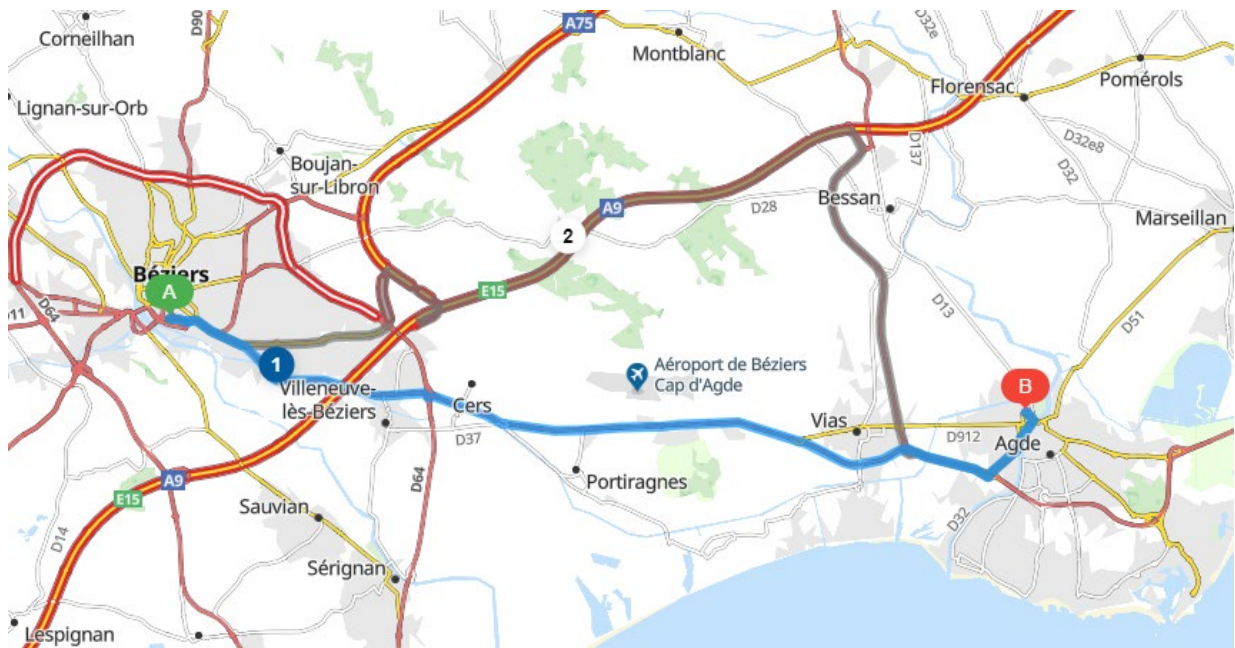 Corneilhan
D90
A75
Montblanc
D32e
Florensac
Pomérols
Lignan-sur-Orb
Boujan-
sur-Libron
D32e8
D137
D32
Bessan
D28
A9
2
Marseillan
Béziers
A
E15
D64
D11
D13
D51
1
Villeneuve-
lès-Béziers
Aéroport de Béziers
Cap d'Agde
B
Cers
D37
Vias
D912
Agde
A9
E15
D64
Portiragnes
Sauvian
D14
D32
Sérignan
Lespignan